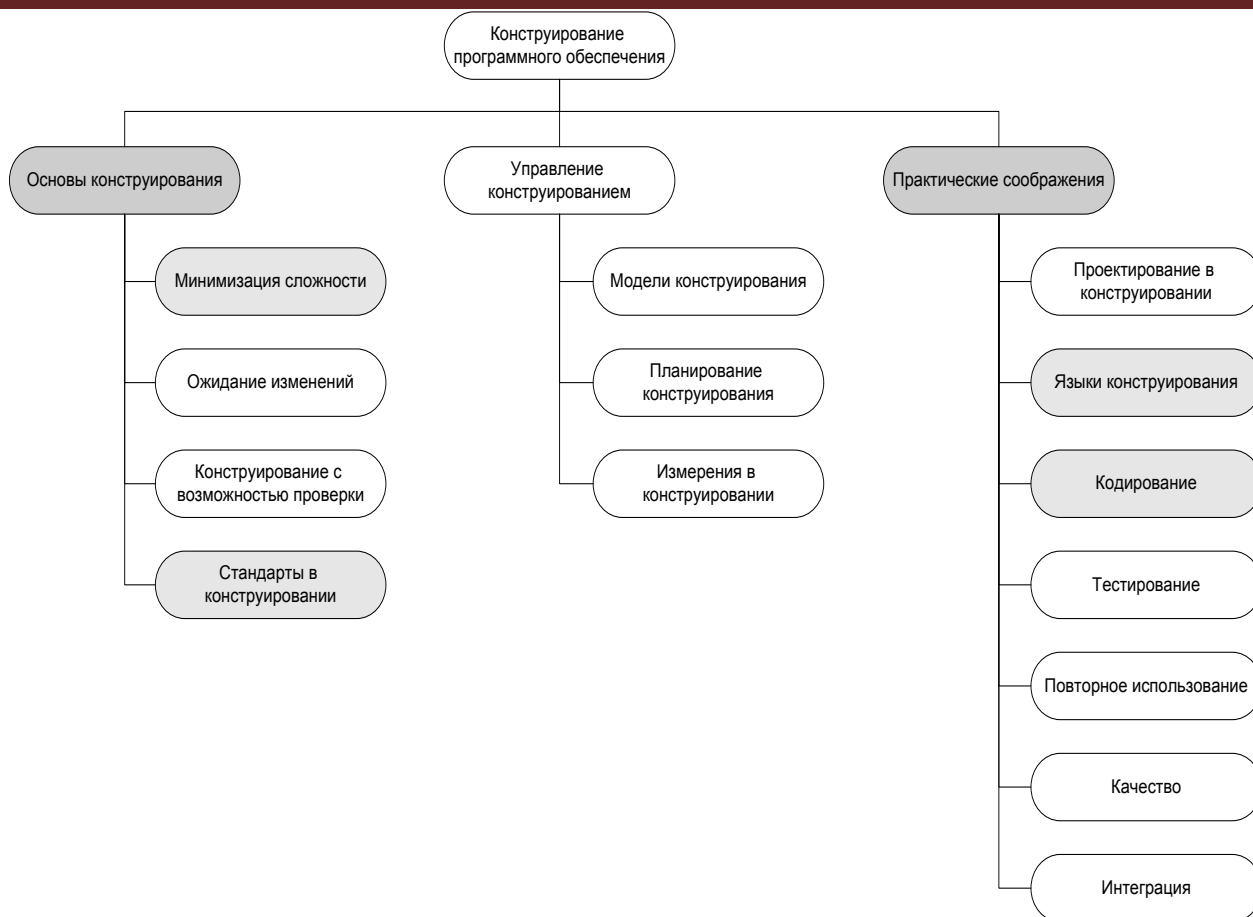 Конструирование
программного обеспечения
Основы конструирования
Управление
конструированием
Практические соображения
Минимизация сложности
Ожидание изменений
Конструирование с
возможностью проверки
Стандарты в
конструировании
Модели конструирования
Планирование
конструирования
Измерения в
конструировании
Проектирование в
конструировании
Языки конструирования
Кодирование
Тестирование
Повторное использование
Качество
Интеграция